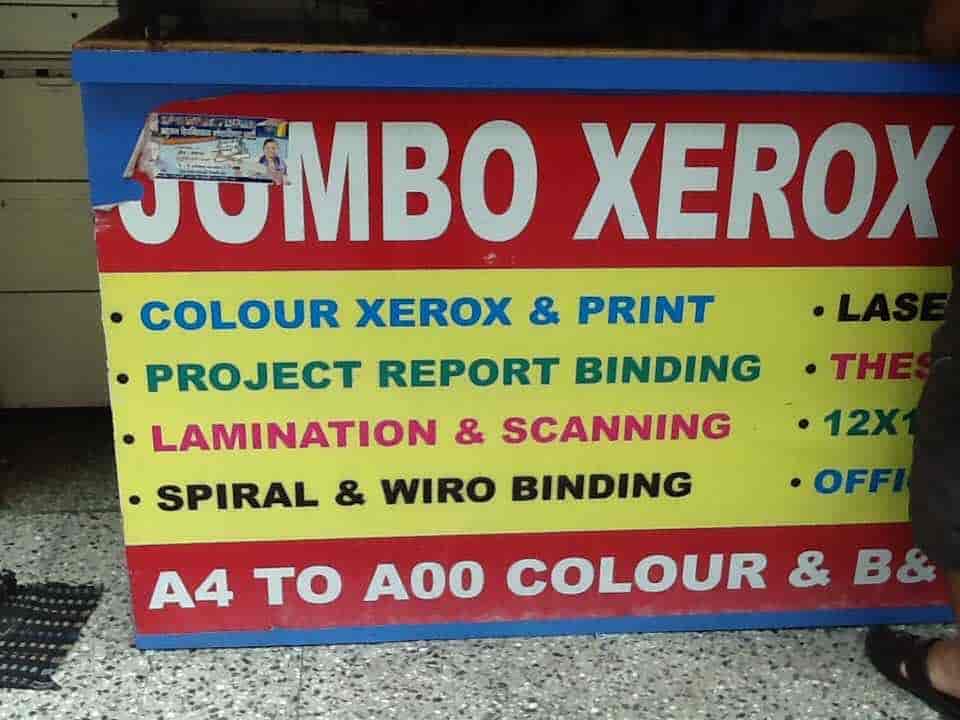 JUMBO XEROX
• COLOUR XEROX & PRINT
• PROJECT REPORT BINDING
• LAMINATION & SCANNING
• SPIRAL & WIRO BINDING
• LASE
• THES
• 12X1
• OFFI
A4 TO A00 COLOUR & B&